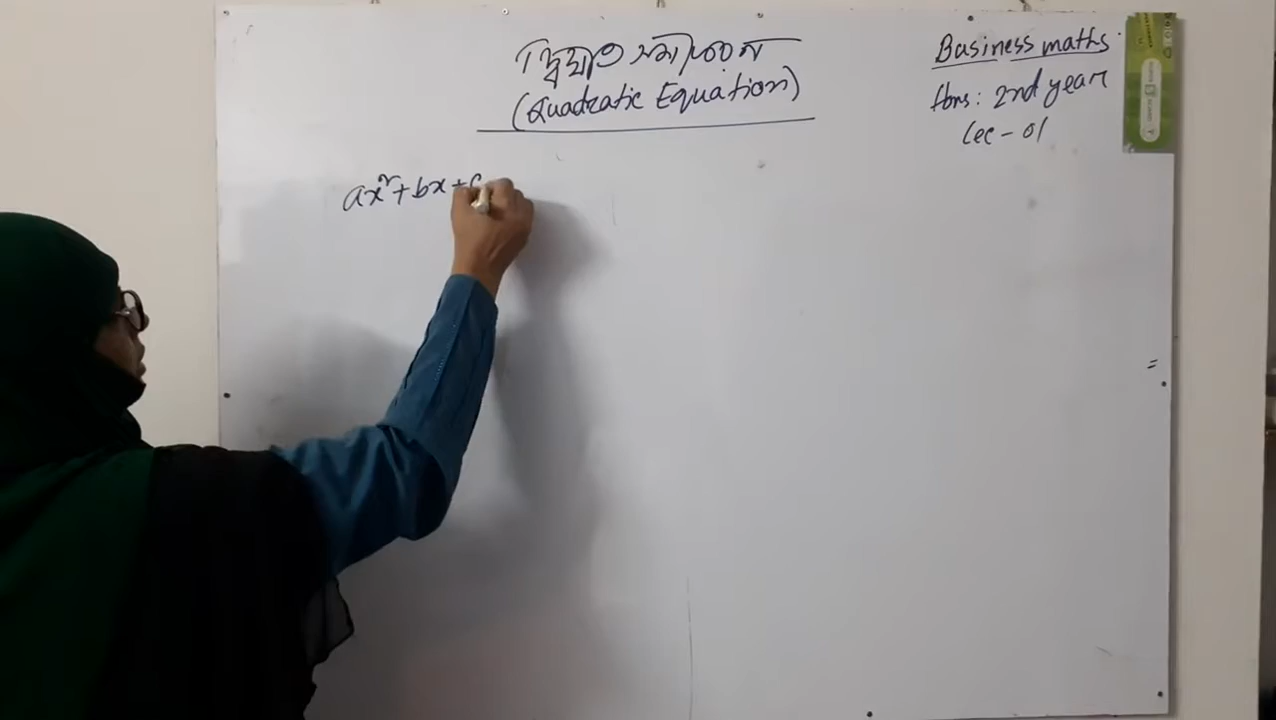 দ্বিঘাত সমীকরণ
(Quadratic Equation)
Business maths
Hons: 2nd year
Lec - 01
ax² + bx + c
=